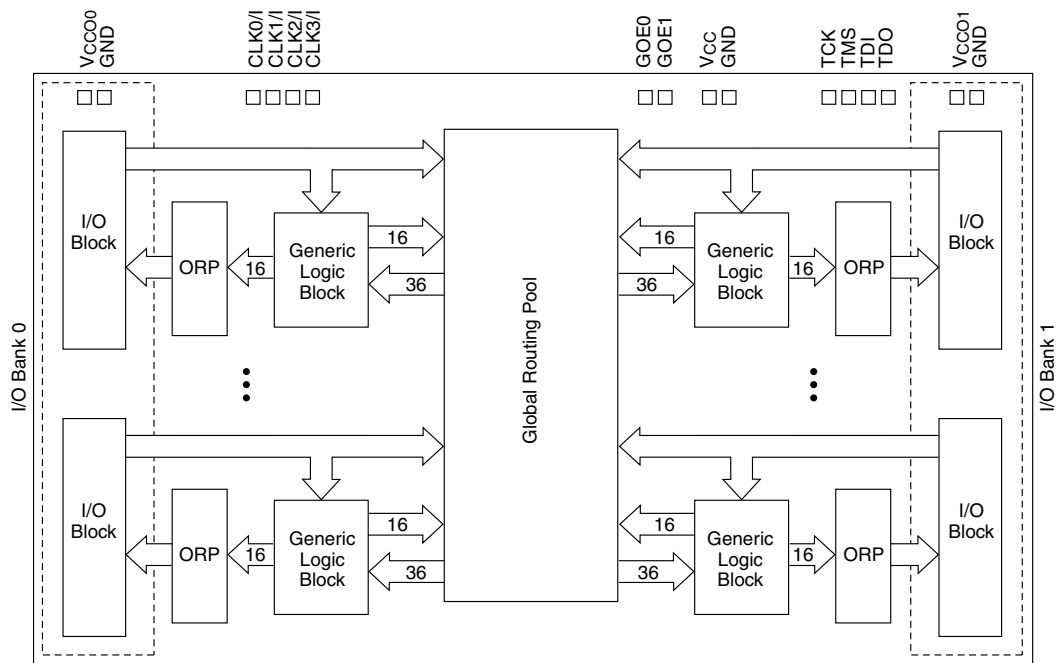 VCCO0
GND
CLK0/I
CLK1/I
CLK2/I
CLK3/I
GOE0
GOE1
VCC
GND
TCK
TMS
TDI
TDO
VCCO1
GND
I/O Bank 0
I/O
Block
ORP
16
Generic
Logic
Block
16
36
Global Routing Pool
16
36
Generic
Logic
Block
16
ORP
I/O
Block
I/O Bank 1
I/O
Block
ORP
16
Generic
Logic
Block
16
36
16
36
Generic
Logic
Block
16
ORP
I/O
Block